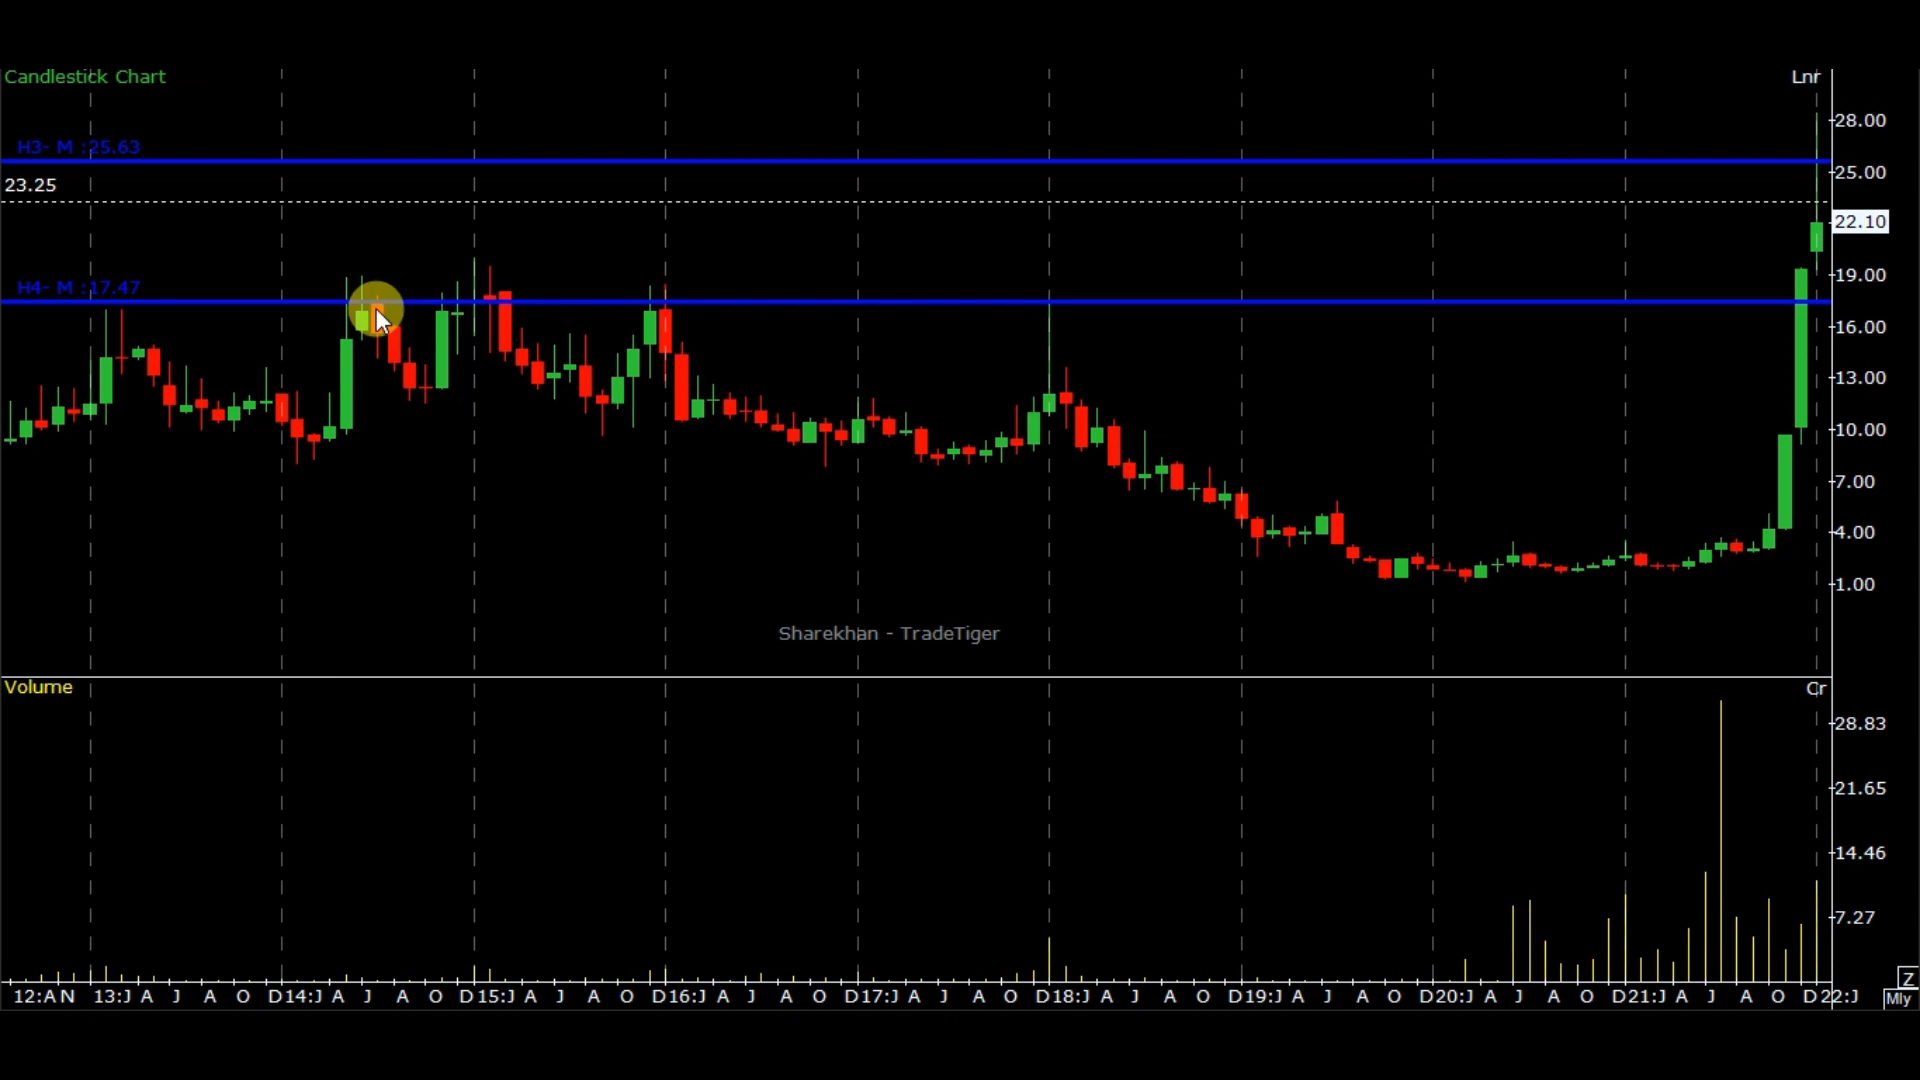 Candlestick Chart
Lnr
28.00
H3- M :25.63
25.00
23.25
22.10
19.00
H4- M :17.47
16.00
13.00
10.00
7.00
4.00
1.00
Sharekhan - TradeTiger
Volume
Cr
28.83
21.65
14.46
7.27
Z
12:A N 13:J A J A O D14:J A J A O D15:J A J A O D16:J A J A O D17:J A J A O D18:J A J A O D19:J A J A O D20:J A J A O D21:J A J A O D22:J
Mly